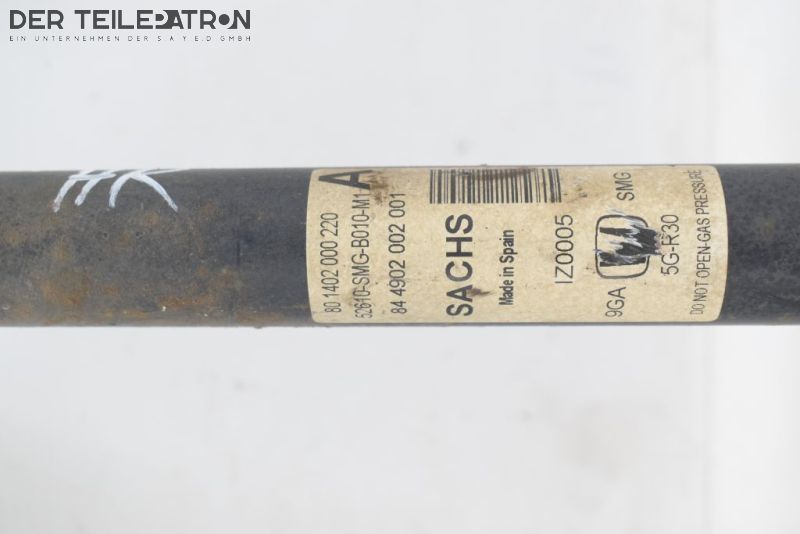 DER TEILEPATRON
EIN UNTERNEHMEN DER S A Y E.D GMBH
HR
80 1402 000 220
52610-SMG-B010-M1
84 4902 002 001
A
SACHS
Made in Spain
IZ0005
9GA
SMG
5G-R30
DO NOT OPEN-GAS PRESSURE